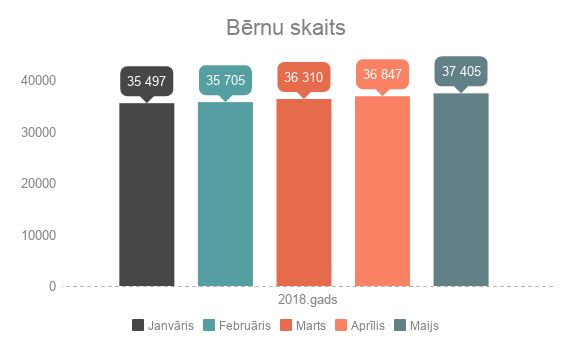 Bērnu skaits
35 497
35 705
36 310
36 847
37 405
40000
30000
20000
10000
0
2018.gads
Janvāris
Februāris
Marts
Aprīlis
Maijs